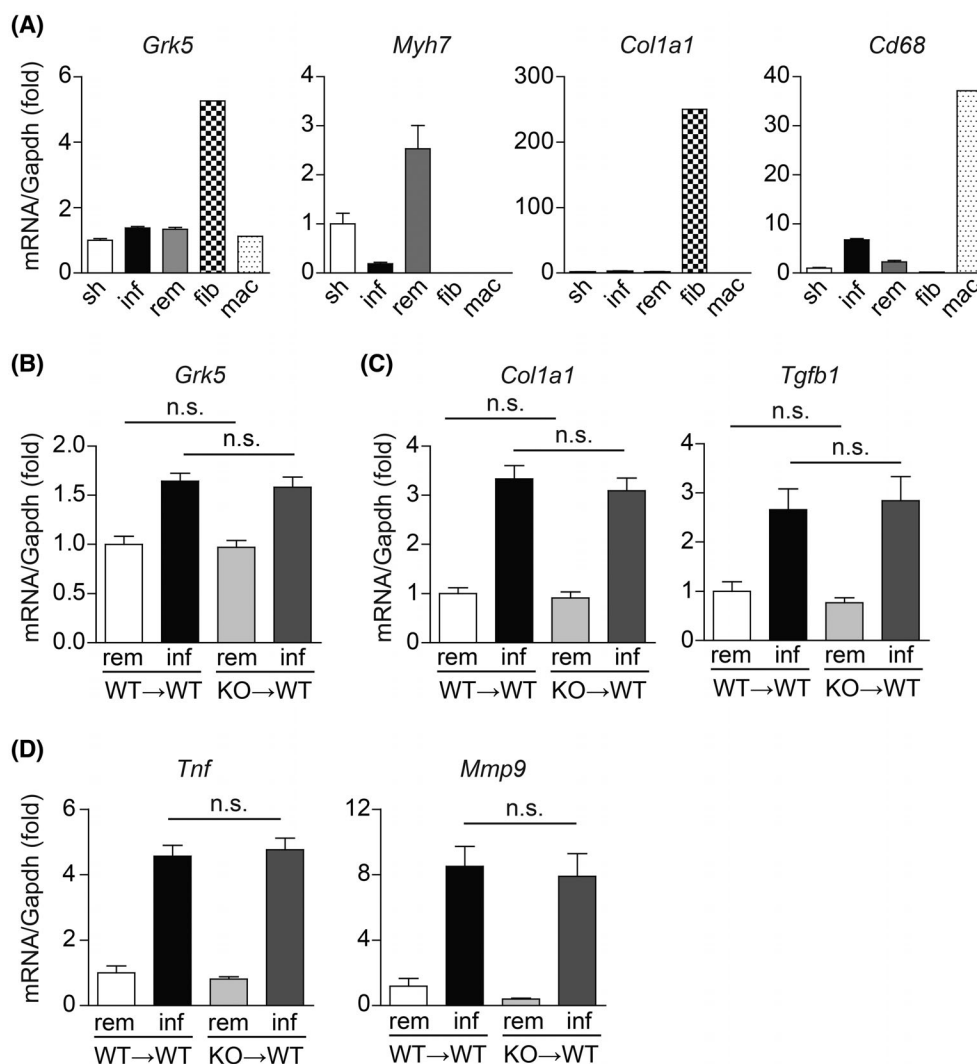 (A)
Grk5
Myh7
Col1a1
Cd68
mRNA/Gapdh (fold)
6
4
2
0
sh
inf
rem
fib
mac
4
3
2
1
0
sh
inf
rem
fib
mac
300
250
200
150
100
50
0
sh
inf
rem
fib
mac
40
30
20
10
0
sh
inf
rem
fib
mac
(B)
Grk5
mRNA/Gapdh (fold)
n.s.
n.s.
2.0
1.5
1.0
0.5
0.0
rem inf rem inf
WT→WT KO→WT
(C)
Col1a1
mRNA/Gapdh (fold)
n.s.
n.s.
4
3
2
1
0
rem inf rem inf
WT→WT KO→WT
Tgfb1
n.s.
n.s.
4
3
2
1
0
rem inf rem inf
WT→WT KO→WT
(D)
Tnf
mRNA/Gapdh (fold)
n.s.
6
4
2
0
rem inf rem inf
WT→WT KO→WT
Mmp9
n.s.
12
8
4
0
rem inf rem inf
WT→WT KO→WT